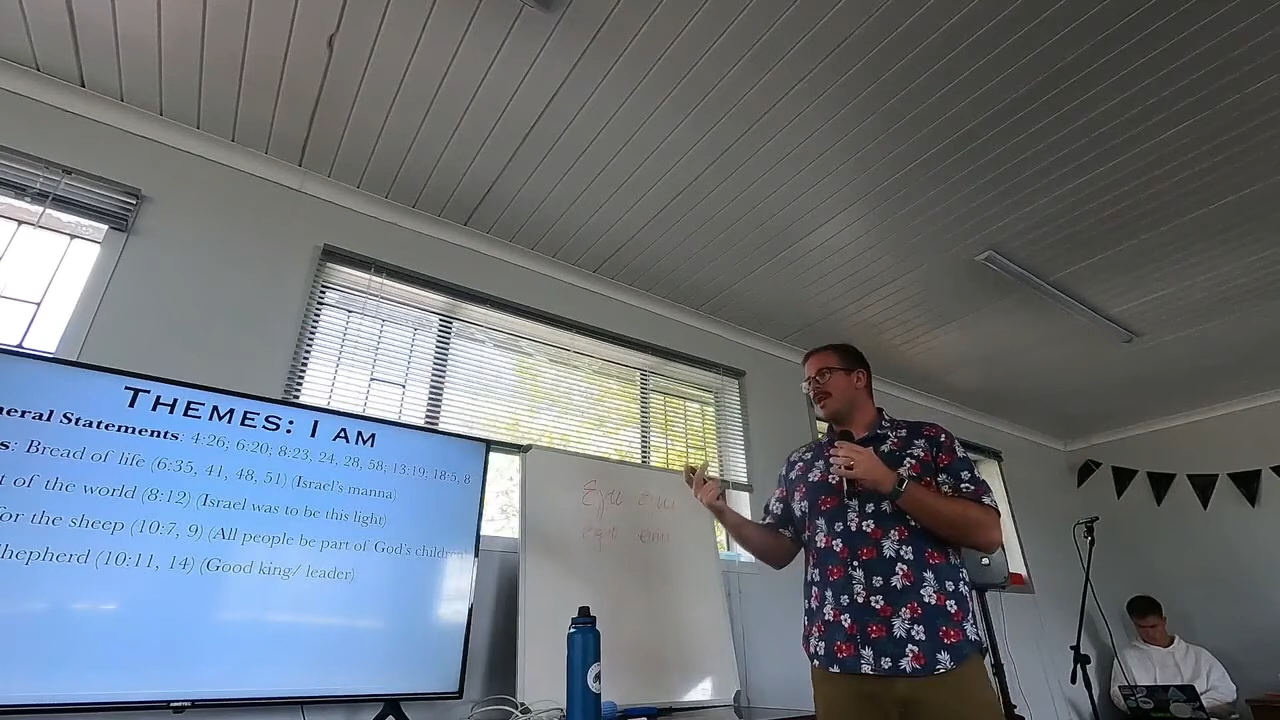 THEMES: I AM
neral Statements: 4:26; 6:20; 8:23, 24, 28, 58; 13:19; 18:5, 8
s: Bread of life (6:35, 41, 48, 51) (Israel's manna)
t of the world (8:12) (Israel was to be this light)
for the sheep (10:7, 9) (All people be part of God's children
hepherd (10:11, 14) (Good king/ leader)